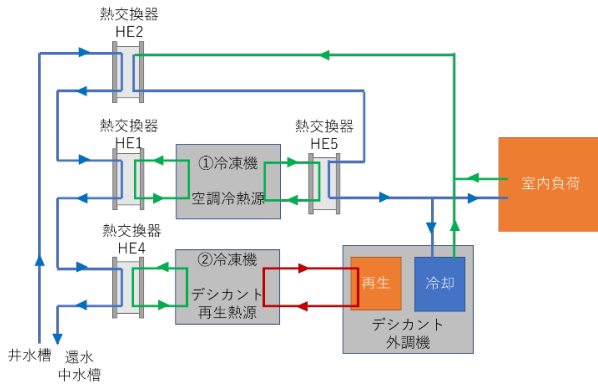 熱交換器
HE2
熱交換器
HE1
①冷凍機
空調冷熱源
熱交換器
HE5
室内負荷
熱交換器
HE4
②冷凍機
デシカント
再生熱源
再生
冷却
デシカント
外調機
井水槽
還水
中水槽